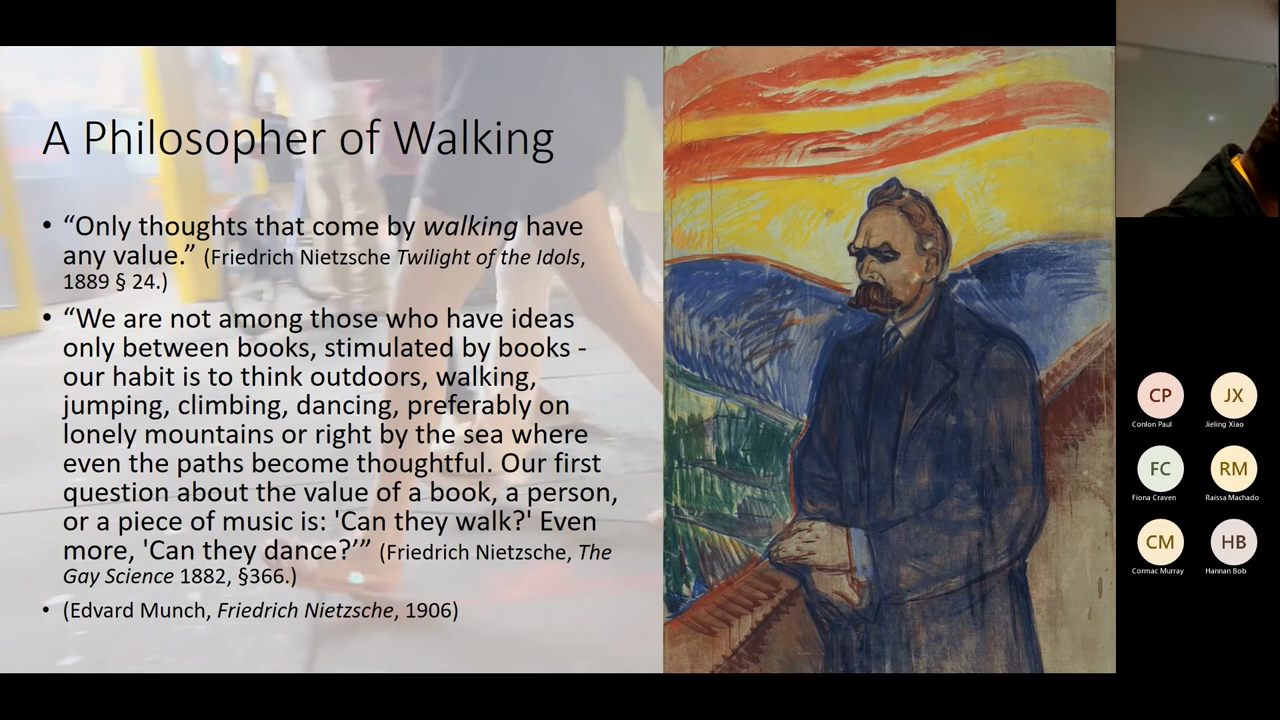 A Philosopher of Walking
• “Only thoughts that come by walking have
any value.” (Friedrich Nietzsche Twilight of the Idols,
1889 § 24.)
• “We are not among those who have ideas
only between books, stimulated by books -
our habit is to think outdoors, walking,
jumping, climbing, dancing, preferably on
lonely mountains or right by the sea where
even the paths become thoughtful. Our first
question about the value of a book, a person,
or a piece of music is: 'Can they walk?' Even
more, 'Can they dance?’” (Friedrich Nietzsche, The
Gay Science 1882, §366.)
• (Edvard Munch, Friedrich Nietzsche, 1906)
CP JX
Conlon Paul Jieling Xiao
FC RM
Fiona Craven Raissa Machado
CM HB
Cormac Murray Hannan Bob